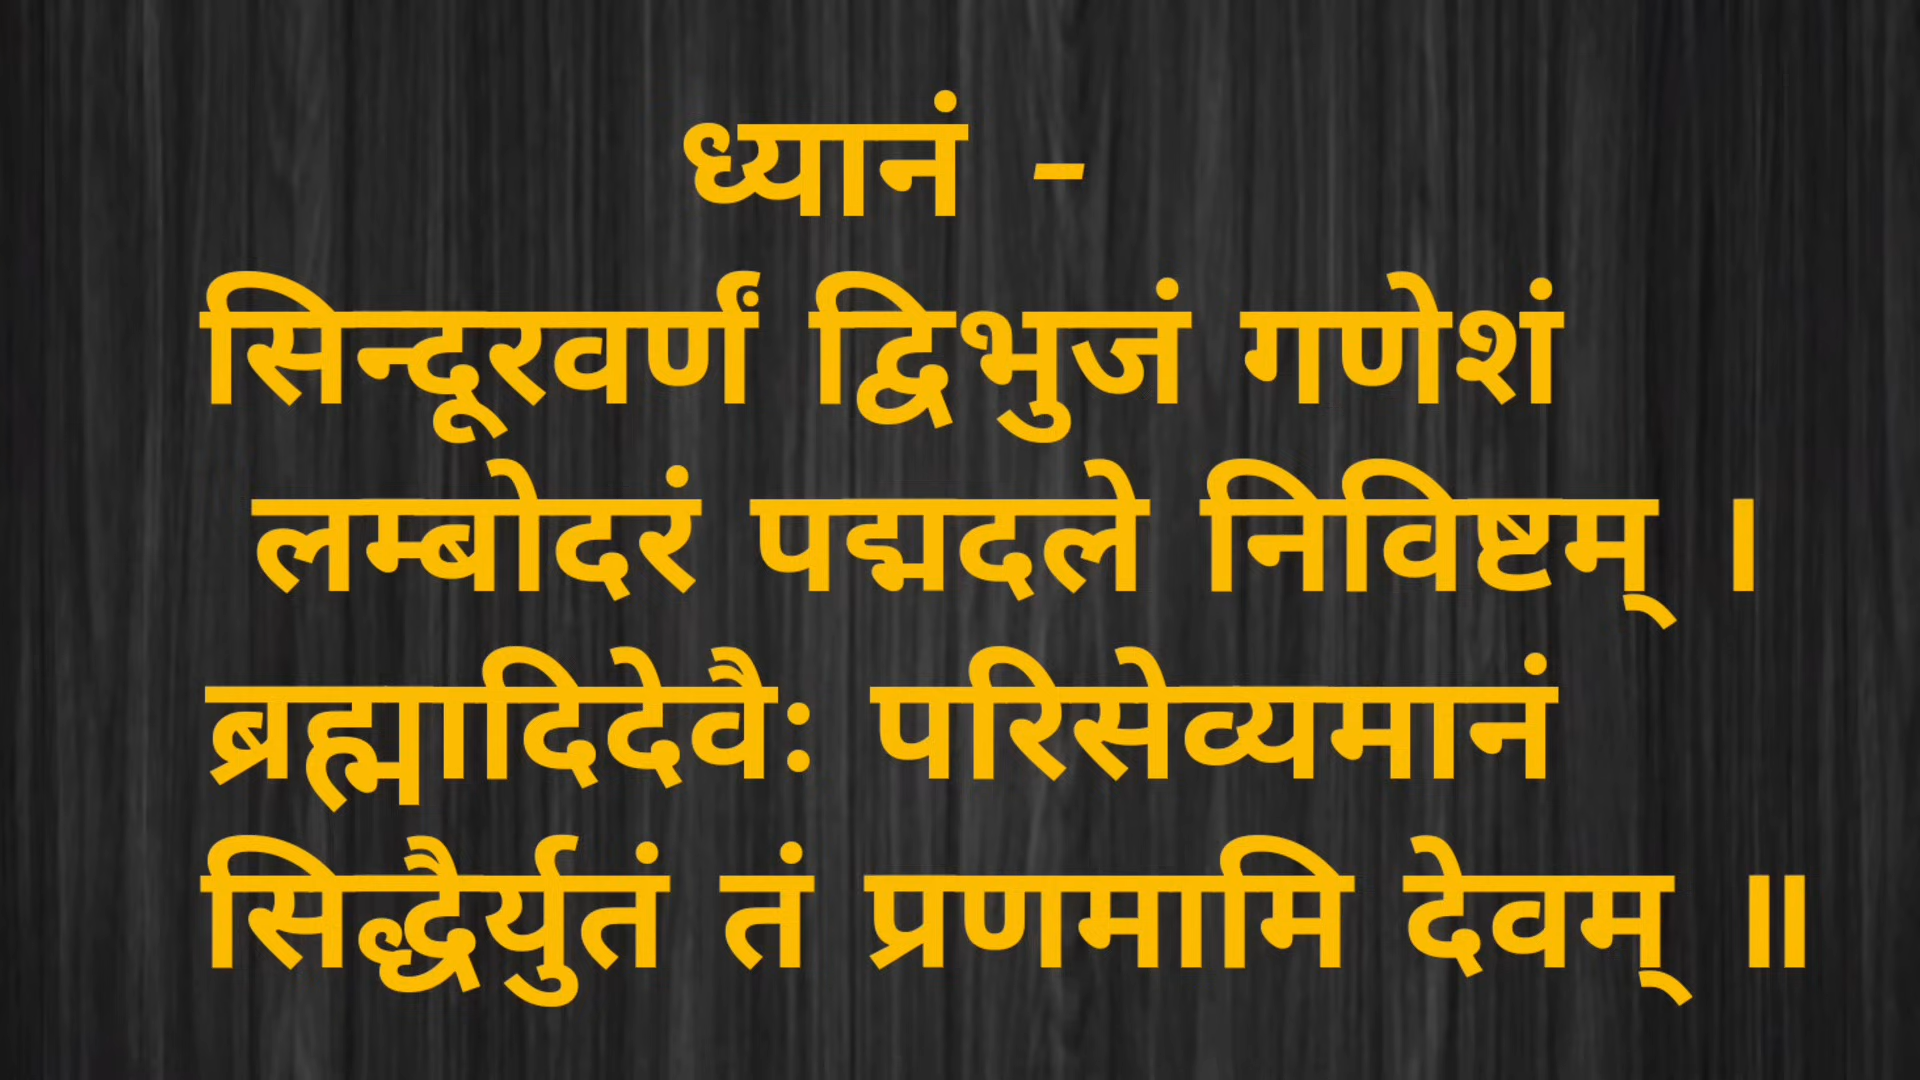 ध्यानं -
सिन्दूरवर्णं द्विभुजं गणेशं
लम्बोदरं पद्मदले निविष्टम् ।
ब्रह्मादिदेवैः परिसेव्यमानं
सिद्धैर्युतं तं प्रणमामि देवम् ॥